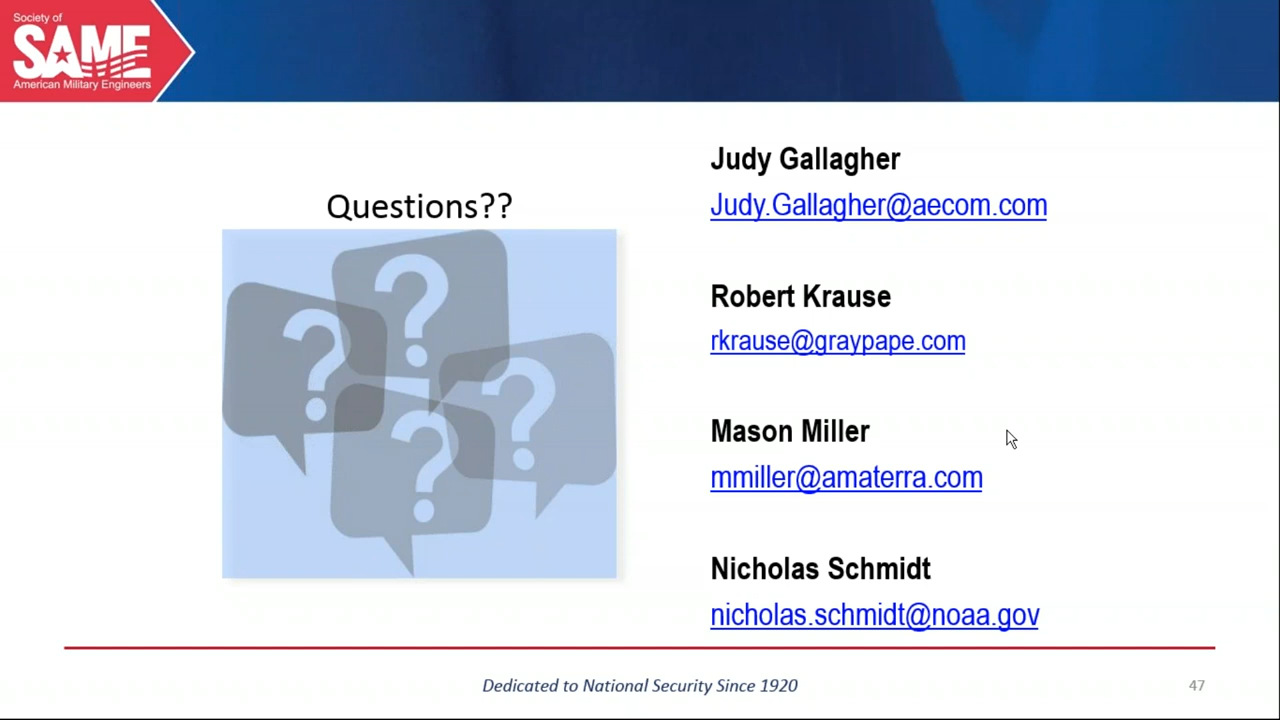 Society of
SAME
American Military Engineers
Questions??
?
?
?
?
Judy Gallagher
Judy.Gallagher@aecom.com
Robert Krause
rkrause@graypape.com
Mason Miller
mmiller@amaterra.com
Nicholas Schmidt
nicholas.schmidt@noaa.gov
Dedicated to National Security Since 1920
47